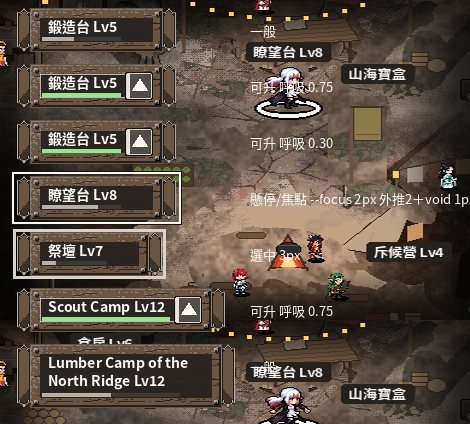 鍛造台 Lv5
一般
瞭望台 Lv8
山海寶盒
鍛造台 Lv5
可升 呼吸 0.75
鍛造台 Lv5
可升 呼吸 0.30
瞭望台 Lv8
懸停/焦點 --focus 2px 外推2＋void 1p
祭壇 Lv7
選中 3px
斥候營 Lv4
Scout Camp Lv12
可升 呼吸 0.75
Lumber Camp of the
North Ridge Lv12
瞭望台 Lv8
山海寶盒